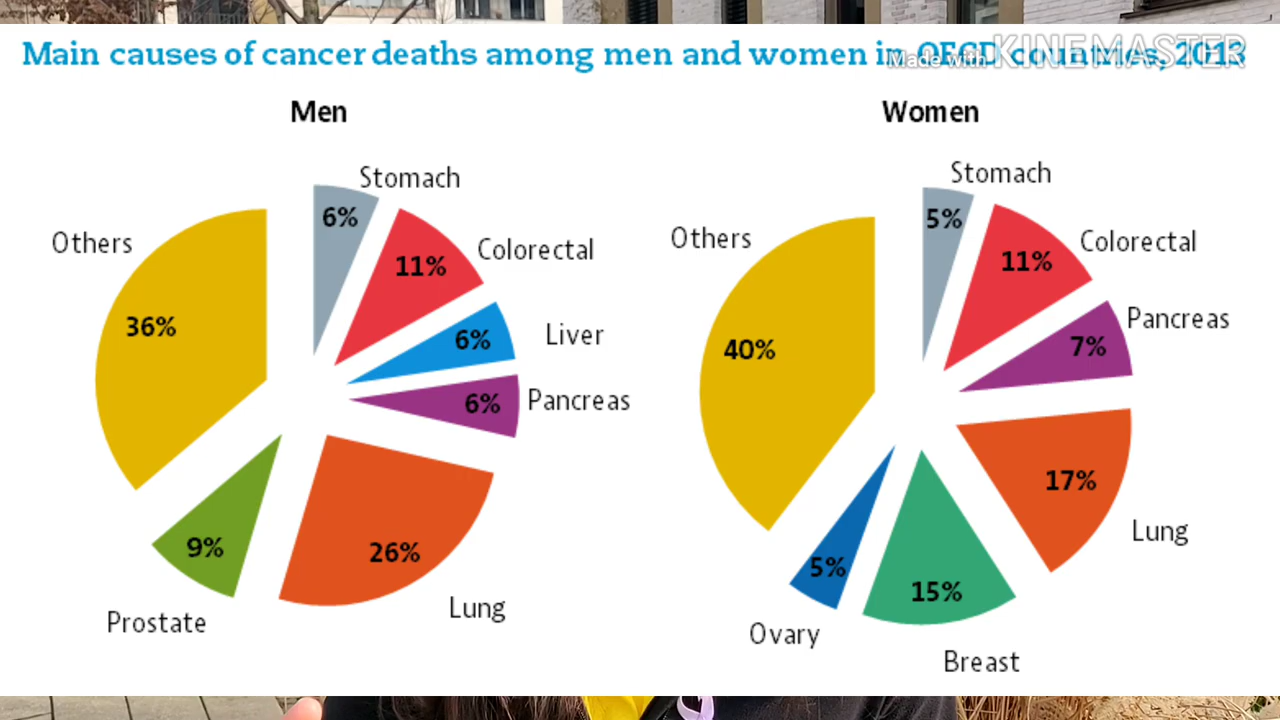 Main causes of cancer deaths among men and women in OECD countries, 2013
Made with KINEMASTER
Men
Women
Stomach
6%
Colorectal
11%
Liver
6%
Pancreas
6%
Lung
26%
Prostate
9%
Others
36%
Stomach
5%
Colorectal
11%
Pancreas
7%
Lung
17%
Breast
15%
Ovary
5%
Others
40%